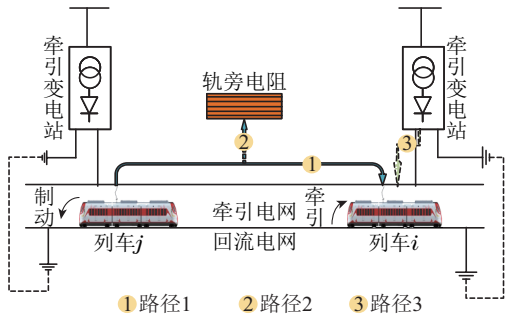 牵引变电站
牵引变电站
轨旁电阻
2
3
1
制动
牵引
牵引电网
列车j
回流电网
列车i
1 路径1
2 路径2
3 路径3